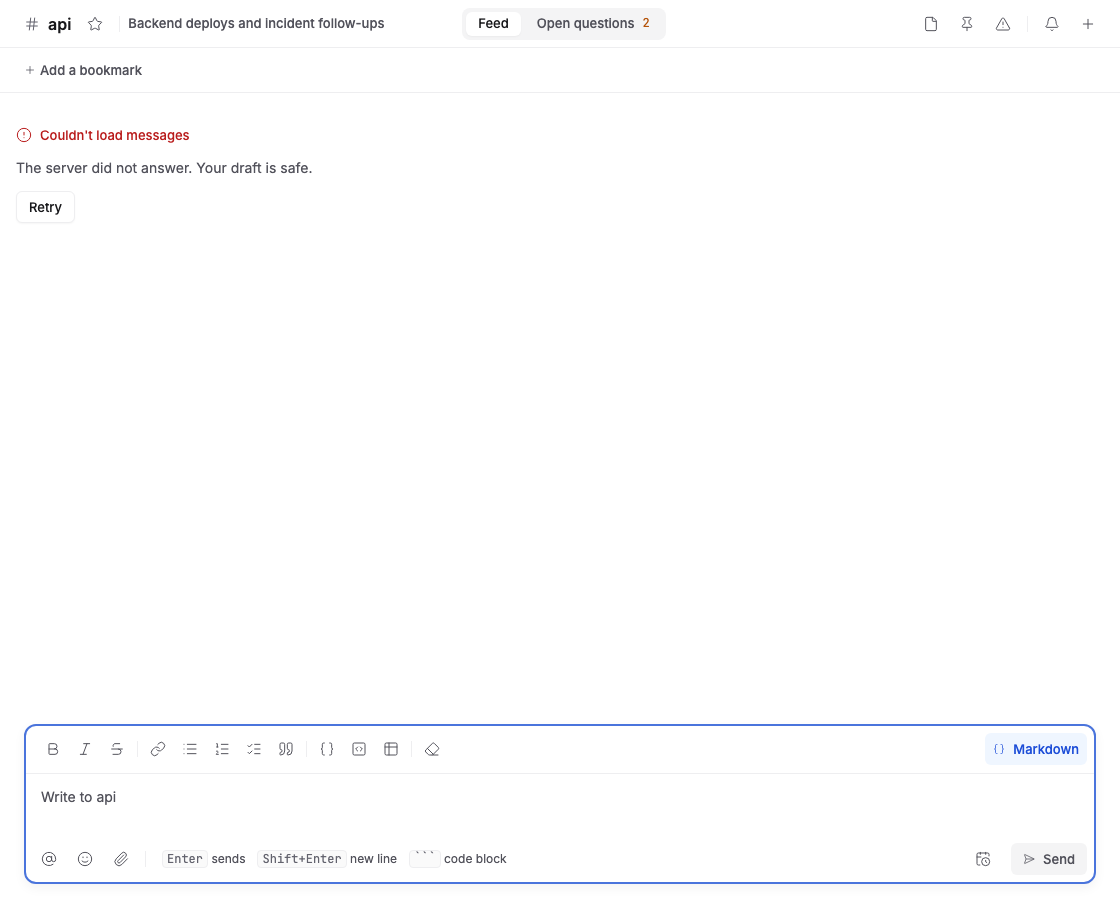 # api Backend deploys and incident follow-ups Feed Open questions 2
+ Add a bookmark
Couldn't load messages
The server did not answer. Your draft is safe.
Retry
Markdown
Write to api
Enter sends Shift+Enter new line ``` code block Send